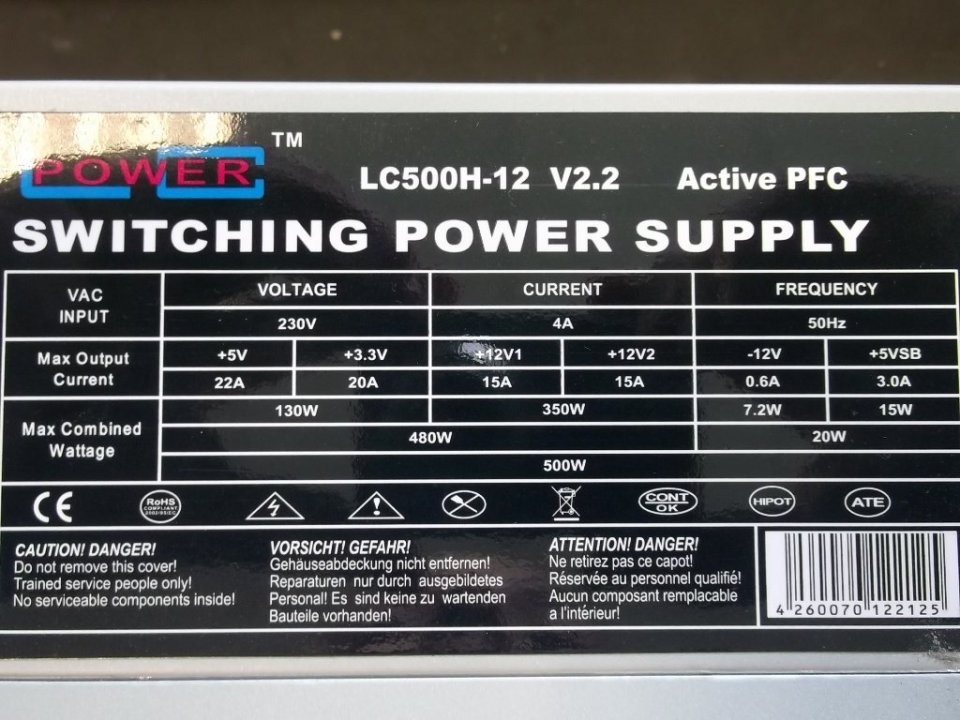 POWER TM
LC500H-12 V2.2 Active PFC
SWITCHING POWER SUPPLY
VAC INPUT VOLTAGE CURRENT FREQUENCY
230V 4A 50Hz
Max Output Current +5V +3.3V +12V1 +12V2 -12V +5VSB
22A 20A 15A 15A 0.6A 3.0A
Max Combined Wattage 130W 350W 7.2W 15W
480W 20W
500W
CE RoHS COMPLIANT 2002/95/EC CONT OK HIPOT ATE
CAUTION! DANGER!
Do not remove this cover!
Trained service people only!
No serviceable components inside!
VORSICHT! GEFAHR!
Gehäuseabdeckung nicht entfernen!
Reparaturen nur durch ausgebildetes
Personal! Es sind keine zu wartenden
Bauteile vorhanden!
ATTENTION! DANGER!
Ne retirez pas ce capot!
Réservée au personnel qualifié!
Aucun composant remplacable
a l'intérieur!
4 260070 122125